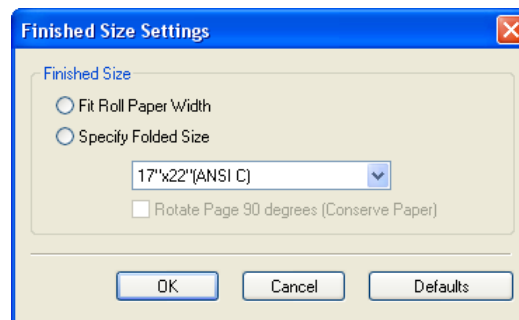 Finished Size Settings
Finished Size
Fit Roll Paper Width
Specify Folded Size
17"x22"(ANSI C)
Rotate Page 90 degrees (Conserve Paper)
OK Cancel Defaults